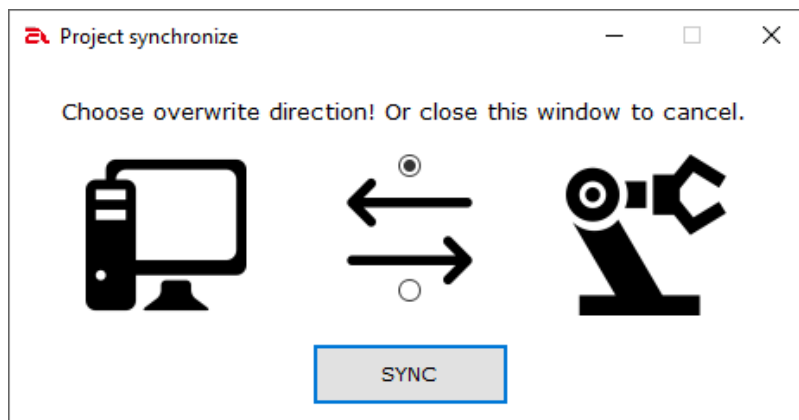 Project synchronize
Choose overwrite direction! Or close this window to cancel.
SYNC